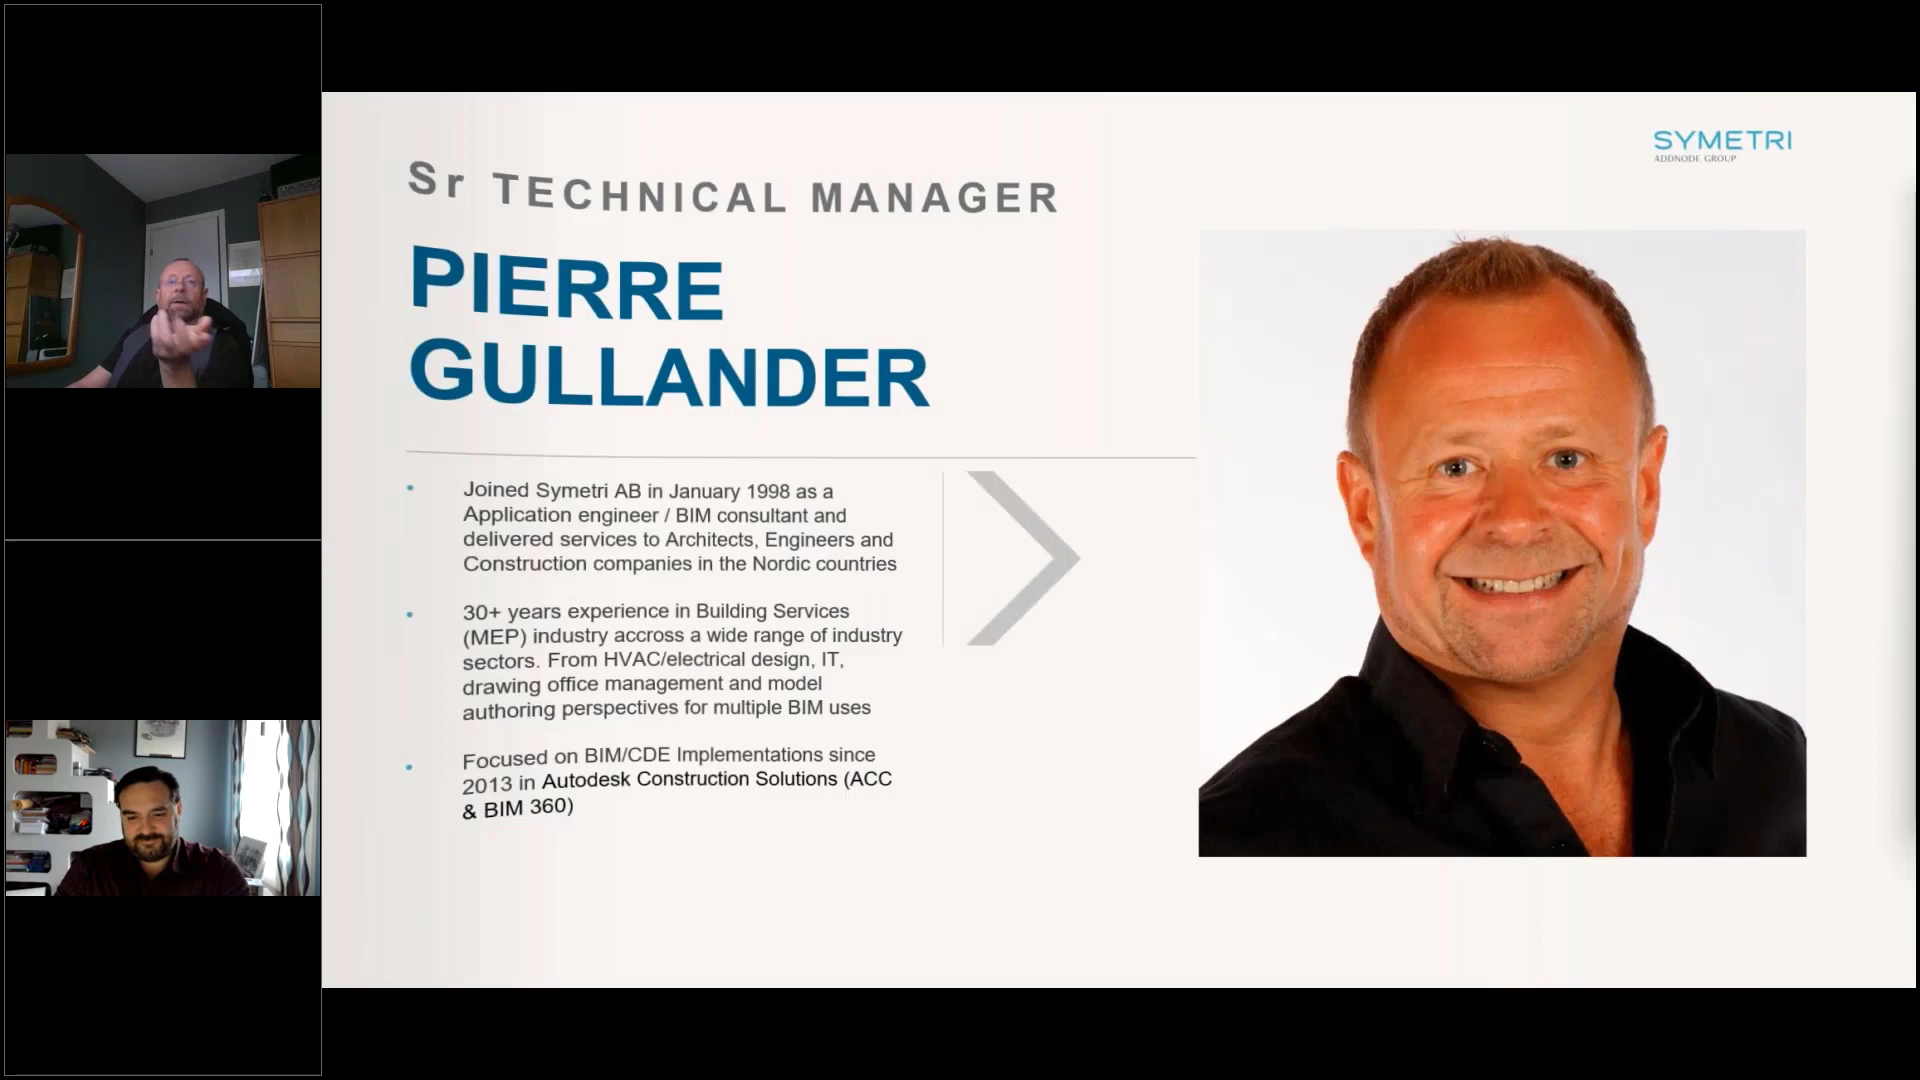 SYMETRI
ADDNODE GROUP
Sr TECHNICAL MANAGER
PIERRE
GULLANDER
• Joined Symetri AB in January 1998 as a
Application engineer / BIM consultant and
delivered services to Architects, Engineers and
Construction companies in the Nordic countries
• 30+ years experience in Building Services
(MEP) industry accross a wide range of industry
sectors. From HVAC/electrical design, IT,
drawing office management and model
authoring perspectives for multiple BIM uses
• Focused on BIM/CDE Implementations since
2013 in Autodesk Construction Solutions (ACC
& BIM 360)